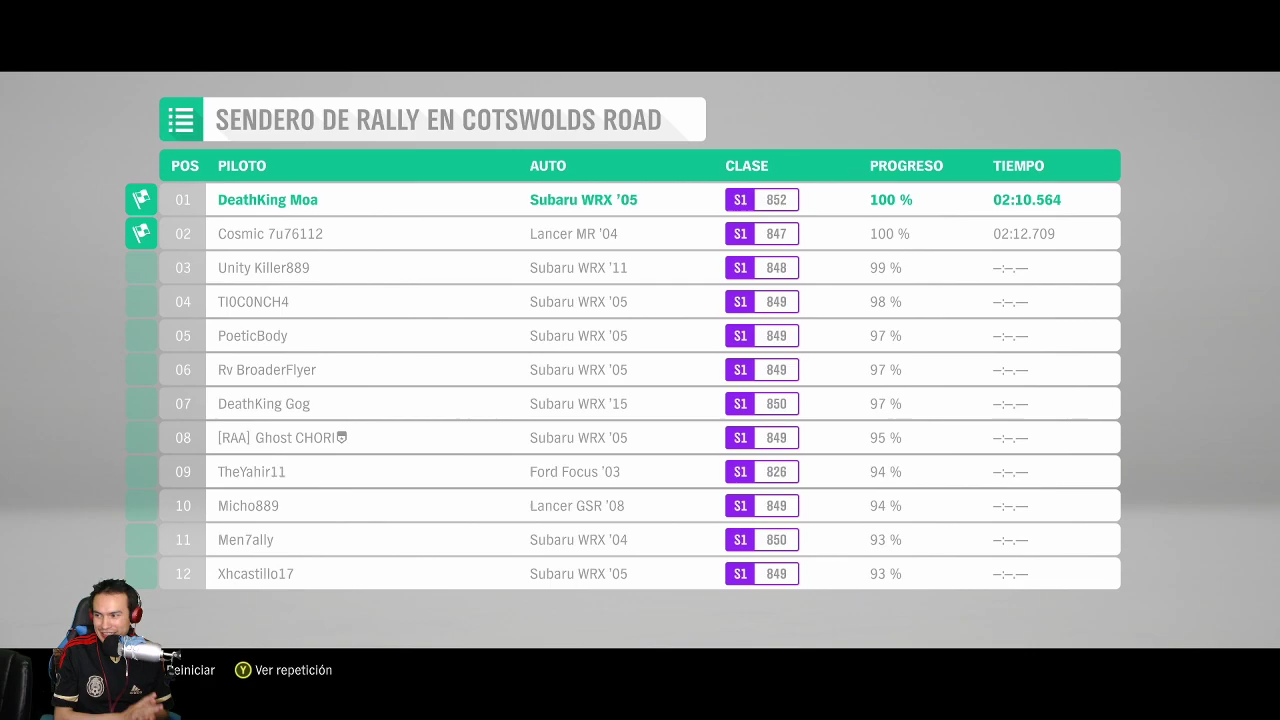 SENDERO DE RALLY EN COTSWOLDS ROAD
POS PILOTO AUTO CLASE PROGRESO TIEMPO
01 DeathKing Moa Subaru WRX '05 S1 852 100 % 02:10.564
02 Cosmic 7u76112 Lancer MR '04 S1 847 100 % 02:12.709
03 Unity Killer889 Subaru WRX '11 S1 848 99 % –:–.––
04 TI0C0NCH4 Subaru WRX '05 S1 849 98 % –:–.––
05 PoeticBody Subaru WRX '05 S1 849 97 % –:–.––
06 Rv BroaderFlyer Subaru WRX '05 S1 849 97 % –:–.––
07 DeathKing Gog Subaru WRX '15 S1 850 97 % –:–.––
08 [RAA] Ghost CHORI Subaru WRX '05 S1 849 95 % –:–.––
09 TheYahir11 Ford Focus '03 S1 826 94 % –:–.––
10 Micho889 Lancer GSR '08 S1 849 94 % –:–.––
11 Men7ally Subaru WRX '04 S1 850 93 % –:–.––
12 Xhcastillo17 Subaru WRX '05 S1 849 93 % –:–.––
Reiniciar Y Ver repetición